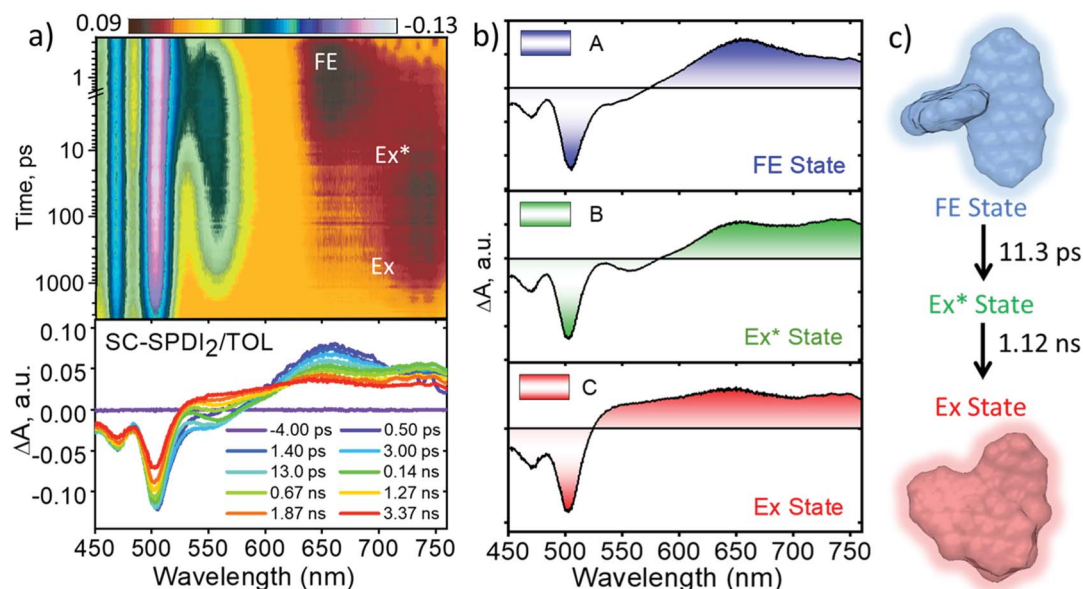 a)
0.09
-0.13
FE
Ex*
Ex
Time, ps
1
10
100
1000
SC-SPDI₂/TOL
ΔA, a.u.
0.10
0.05
0.00
-0.05
-0.10
-4.00 ps
0.50 ps
1.40 ps
3.00 ps
13.0 ps
0.14 ns
0.67 ns
1.27 ns
1.87 ns
3.37 ns
450 500 550 600 650 700 750
Wavelength (nm)
b)
A
FE State
B
Ex* State
C
Ex State
ΔA, a.u.
ΔA, a.u.
ΔA, a.u.
450 500 550 600 650 700 750
Wavelength (nm)
c)
FE State
11.3 ps
Ex* State
1.12 ns
Ex State